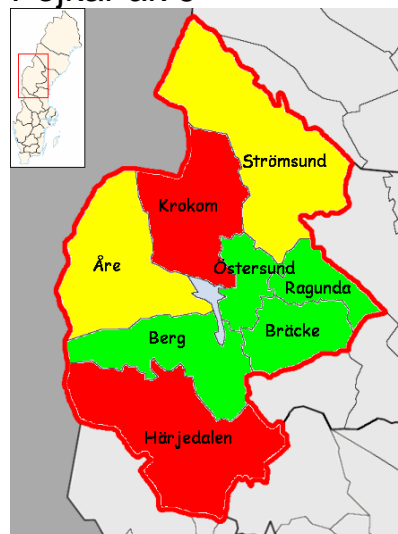 Strömsund
Krokom
Åre
Östersund
Ragunda
Berg
Bräcke
Härjedalen